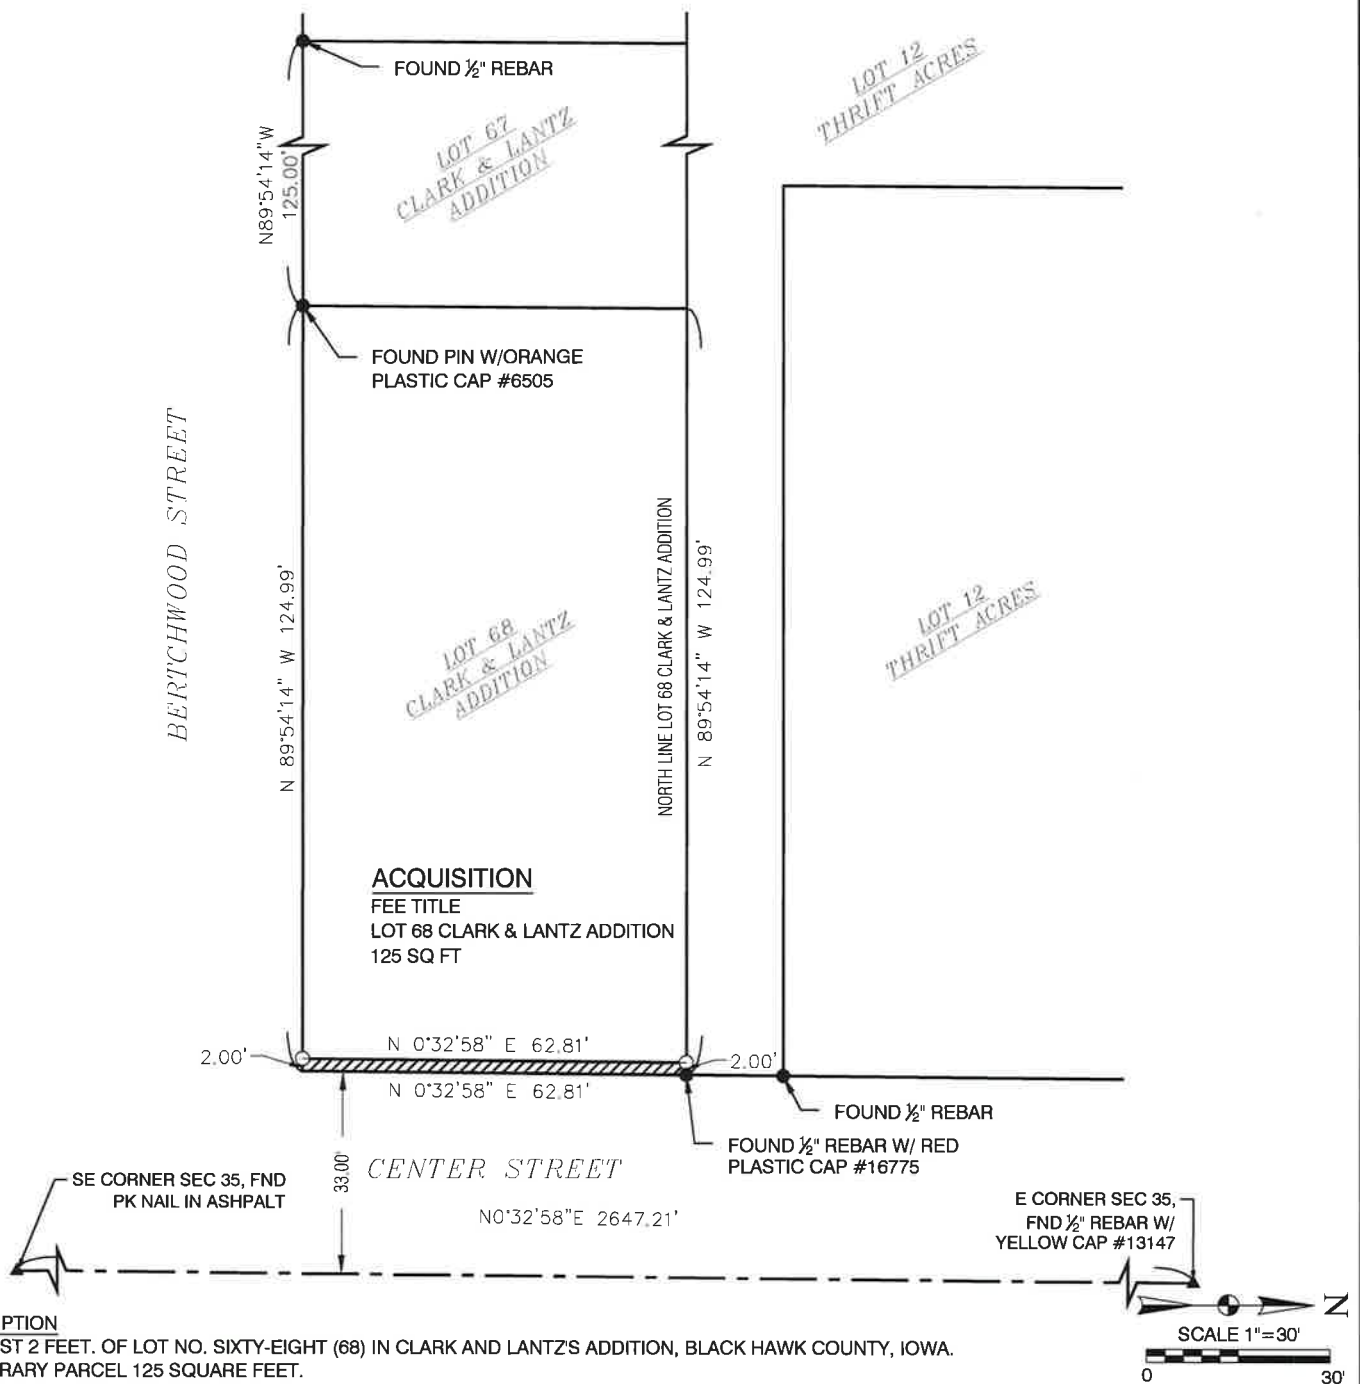 FOUND ½" REBAR
LOT 12
THRIFT ACRES
LOT 67
CLARK & LANTZ
ADDITION
N89°54'14"W
125.00'
FOUND PIN W/ORANGE
PLASTIC CAP #6505
BERTCHWOOD STREET
N 89°54'14" W 124.99'
NORTH LINE LOT 68 CLARK & LANTZ ADDITION
N 89°54'14" W 124.99'
LOT 68
CLARK & LANTZ
ADDITION
LOT 12
THRIFT ACRES
ACQUISITION
FEE TITLE
LOT 68 CLARK & LANTZ ADDITION
125 SQ FT
2.00'
N 0°32'58" E 62.81'
2.00'
N 0°32'58" E 62.81'
FOUND ½" REBAR
FOUND ½" REBAR W/ RED
PLASTIC CAP #16775
33.00'
CENTER STREET
SE CORNER SEC 35, FND
PK NAIL IN ASHPALT
N0°32'58"E 2647.21'
E CORNER SEC 35,
FND ½" REBAR W/
YELLOW CAP #13147
N
SCALE 1"=30'
0 30'
PTION
ST 2 FEET. OF LOT NO. SIXTY-EIGHT (68) IN CLARK AND LANTZ'S ADDITION, BLACK HAWK COUNTY, IOWA.
RARY PARCEL 125 SQUARE FEET.